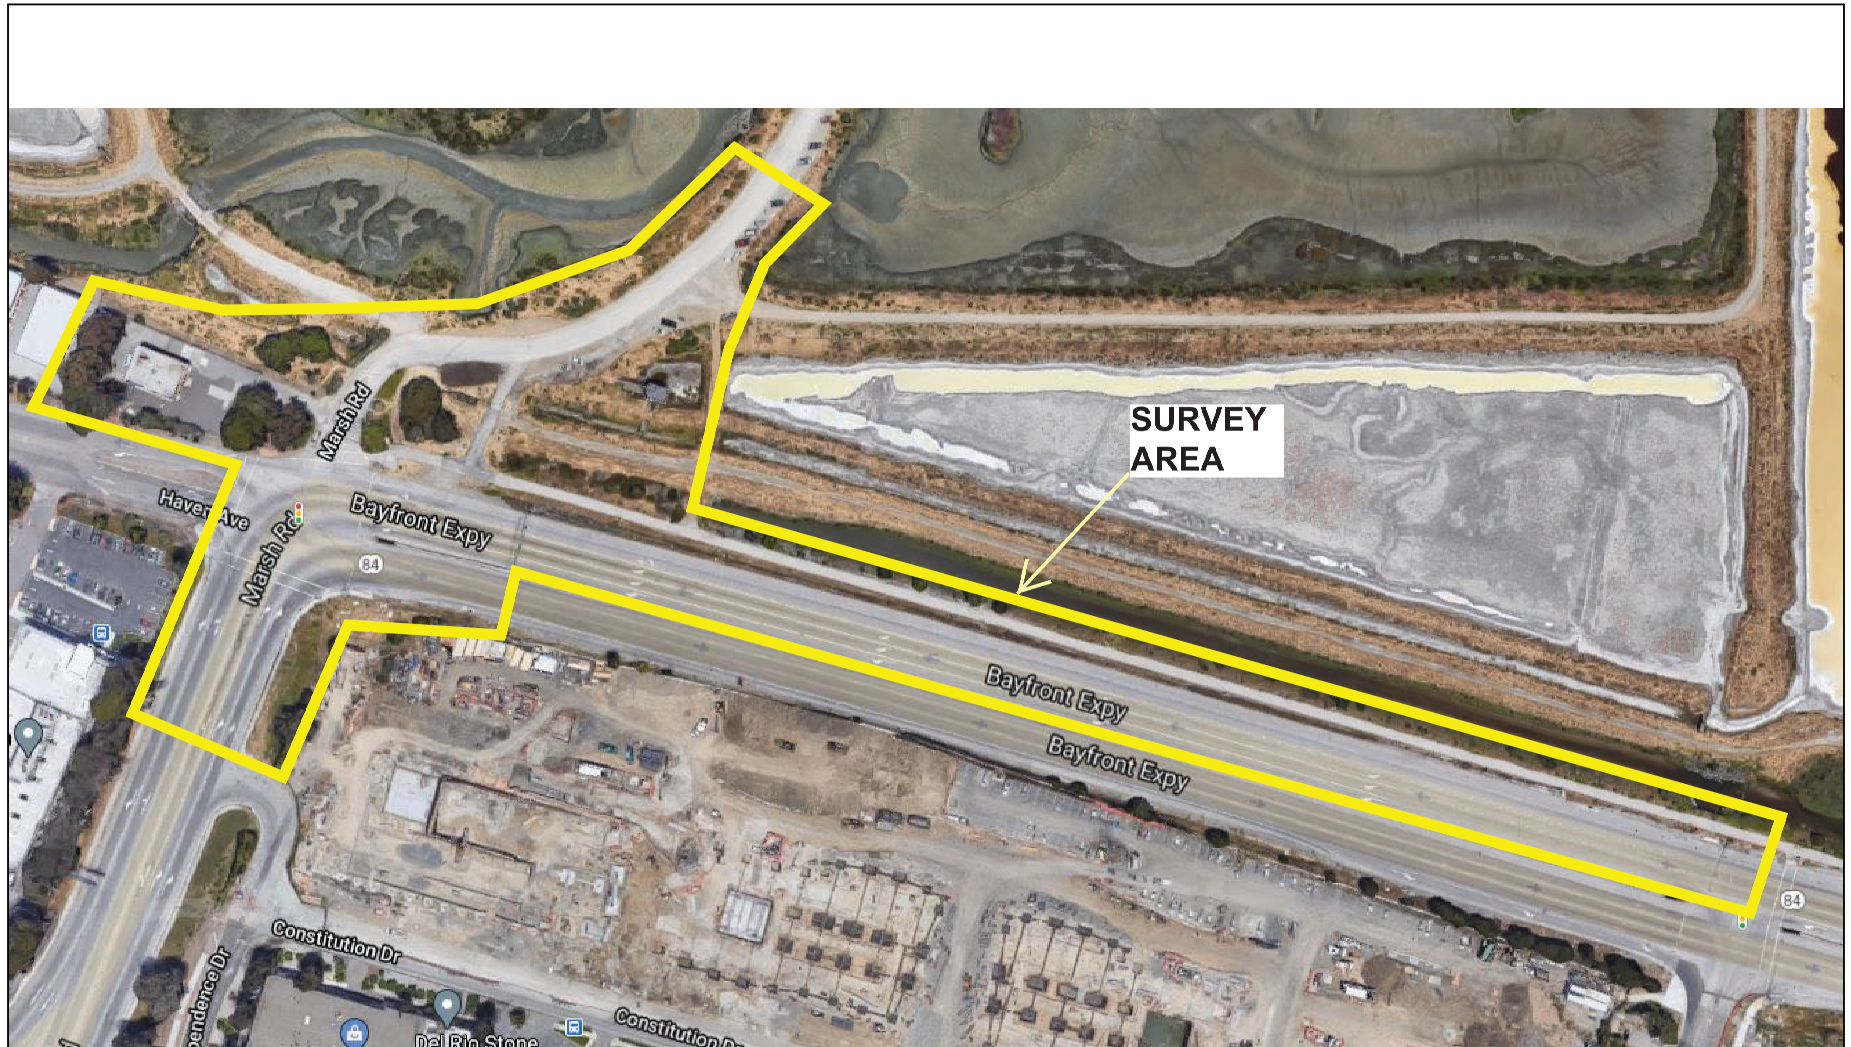 SURVEY
AREA
Marsh Rd
Haven Ave
Marsh Rd
Bayfront Expy
84
Bayfront Expy
Bayfront Expy
84
Constitution Dr
pendence Dr
Constitution D
Del Rio Stone